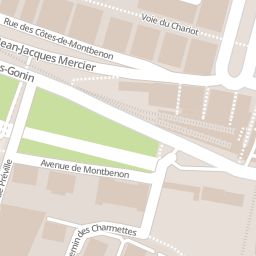 Voie du Chariot
Rue des Côtes-de-Montbenon
Jean-Jacques Mercier
s-Gonin
Avenue de Montbenon
e Préville
emin des Charmettes